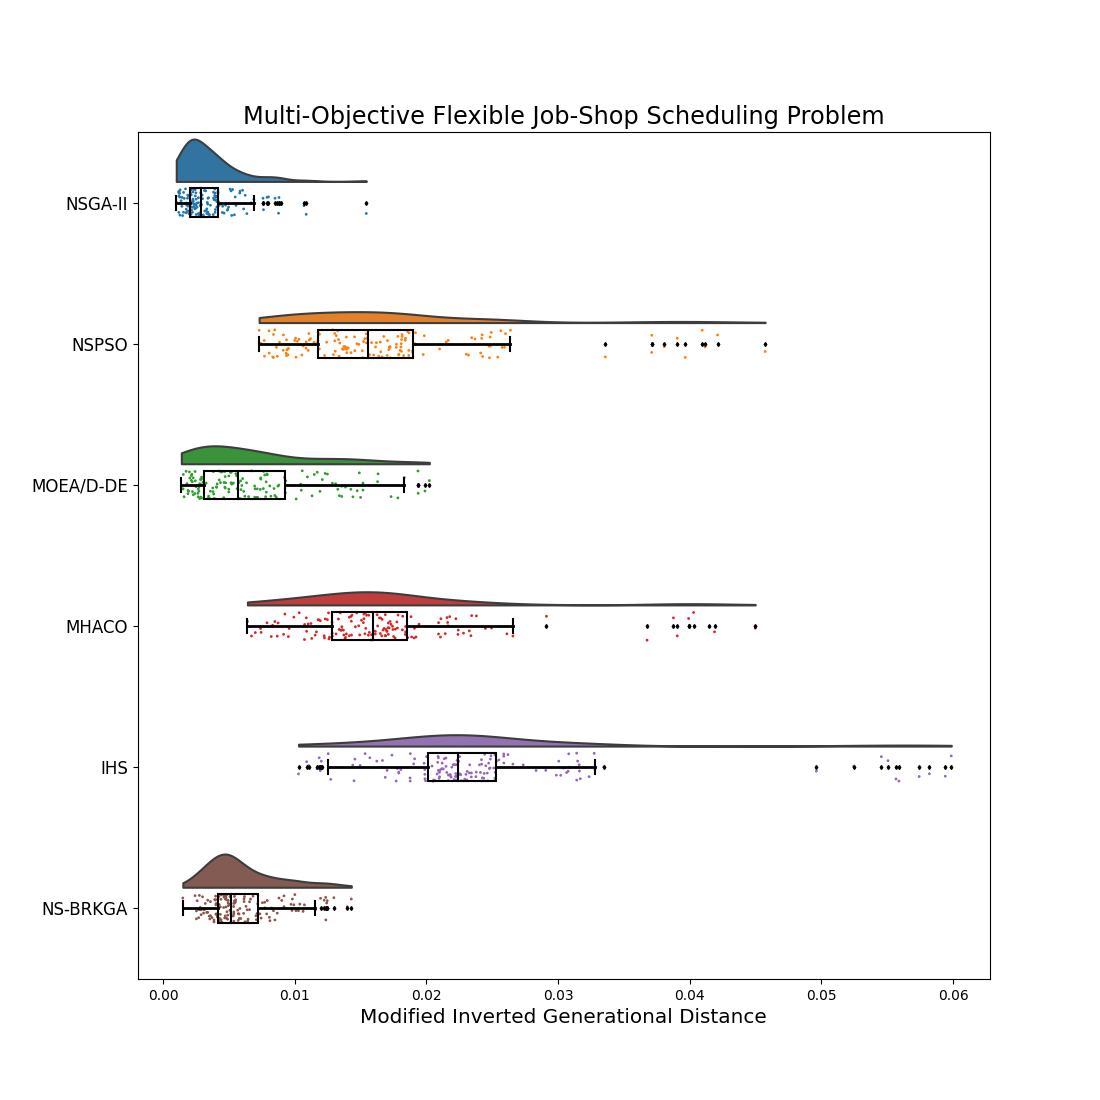 Multi-Objective Flexible Job-Shop Scheduling Problem
NSGA-II
NSPSO
MOEA/D-DE
MHACO
IHS
NS-BRKGA
0.00 0.01 0.02 0.03 0.04 0.05 0.06
Modified Inverted Generational Distance